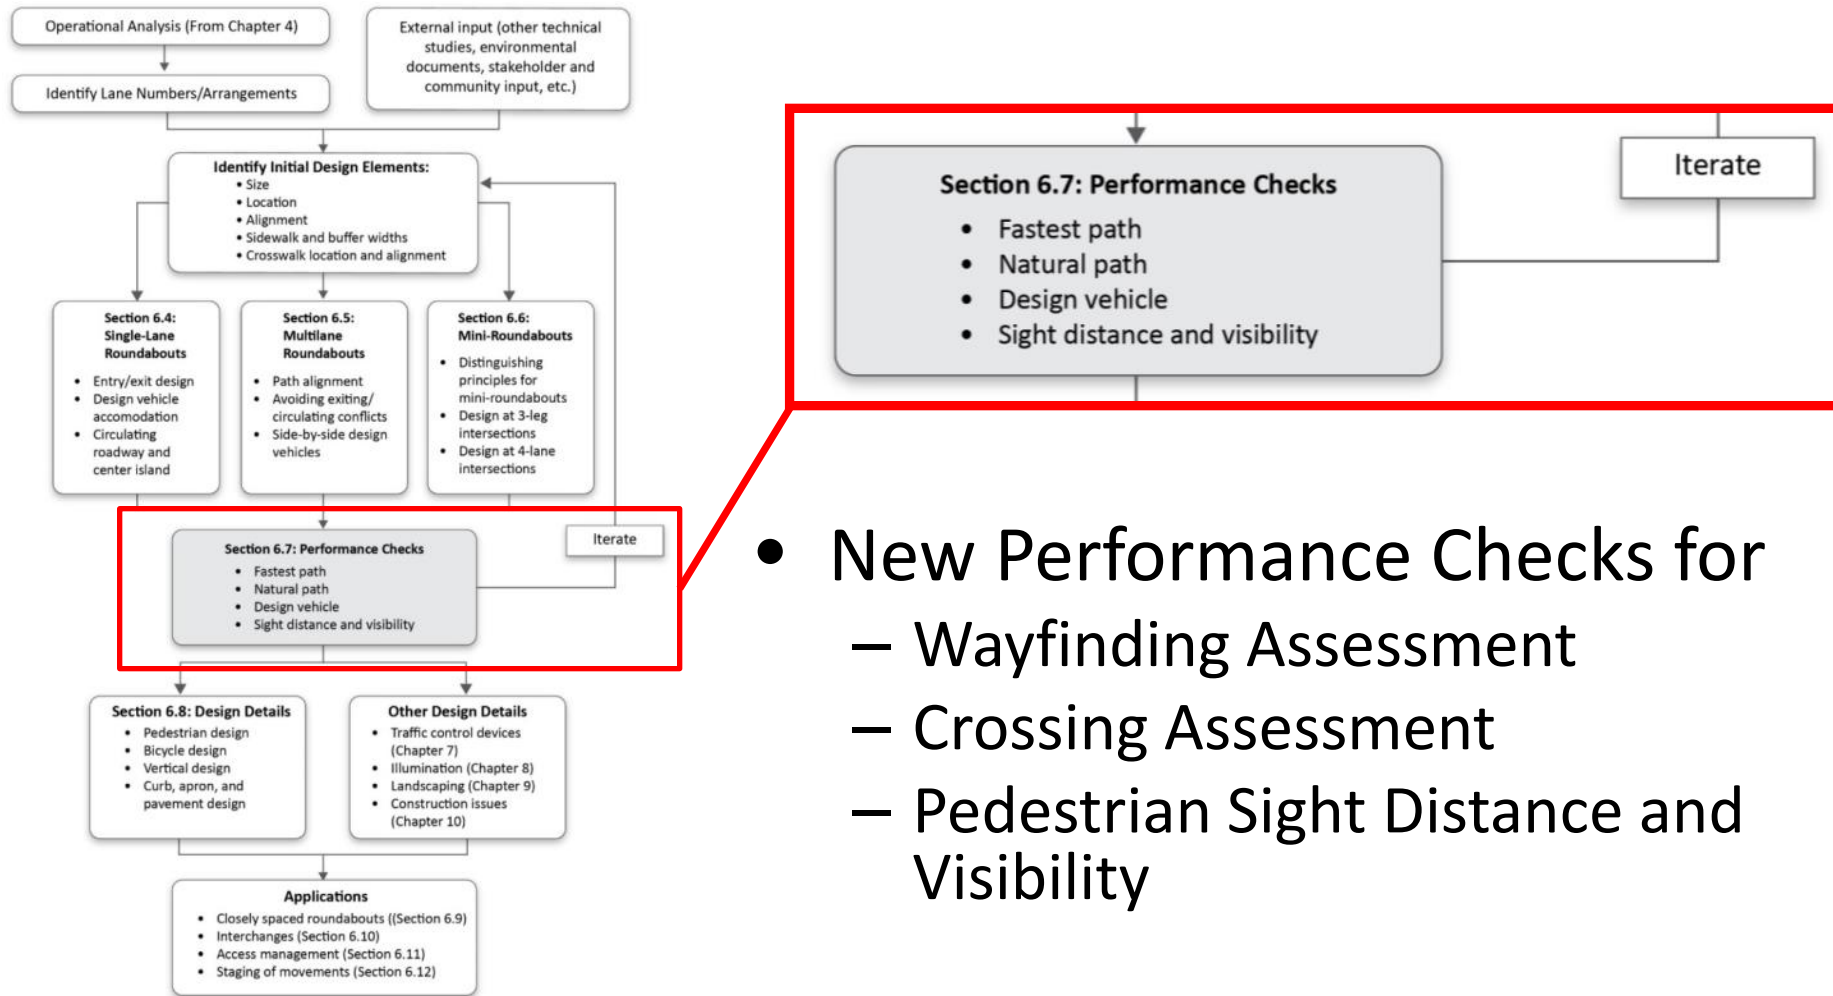 Operational Analysis (From Chapter 4)
Identify Lane Numbers/Arrangements
External input (other technical
studies, environmental
documents, stakeholder and
community input, etc.)
Identify Initial Design Elements:
• Size
• Location
• Alignment
• Sidewalk and buffer widths
• Crosswalk location and alignment
Section 6.4:
Single-Lane
Roundabouts
• Entry/exit design
• Design vehicle
accomodation
• Circulating
roadway and
center island
Section 6.5:
Multilane
Roundabouts
• Path alignment
• Avoiding exiting/
circulating conflicts
• Side-by-side design
vehicles
Section 6.6:
Mini-Roundabouts
• Distinguishing
principles for
mini-roundabouts
• Design at 3-leg
intersections
• Design at 4-lane
intersections
Section 6.7: Performance Checks
• Fastest path
• Natural path
• Design vehicle
• Sight distance and visibility
Iterate
Section 6.8: Design Details
• Pedestrian design
• Bicycle design
• Vertical design
• Curb, apron, and
pavement design
Other Design Details
• Traffic control devices
(Chapter 7)
• Illumination (Chapter 8)
• Landscaping (Chapter 9)
• Construction issues
(Chapter 10)
Applications
• Closely spaced roundabouts ((Section 6.9)
• Interchanges (Section 6.10)
• Access management (Section 6.11)
• Staging of movements (Section 6.12)
Section 6.7: Performance Checks
• Fastest path
• Natural path
• Design vehicle
• Sight distance and visibility
Iterate
• New Performance Checks for
– Wayfinding Assessment
– Crossing Assessment
– Pedestrian Sight Distance and
Visibility